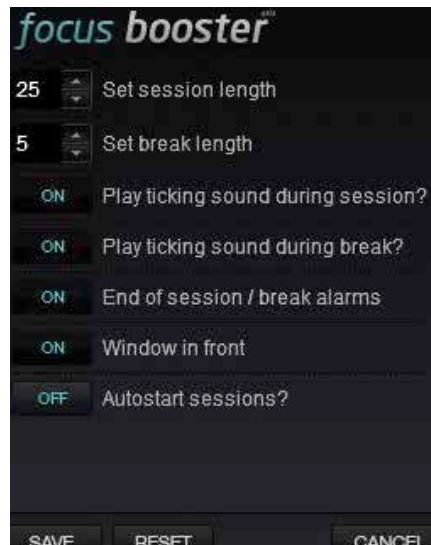 focus booster
25 Set session length
5 Set break length
ON Play ticking sound during session?
ON Play ticking sound during break?
ON End of session / break alarms
ON Window in front
OFF Autostart sessions?
SAVE RESET CANCEL